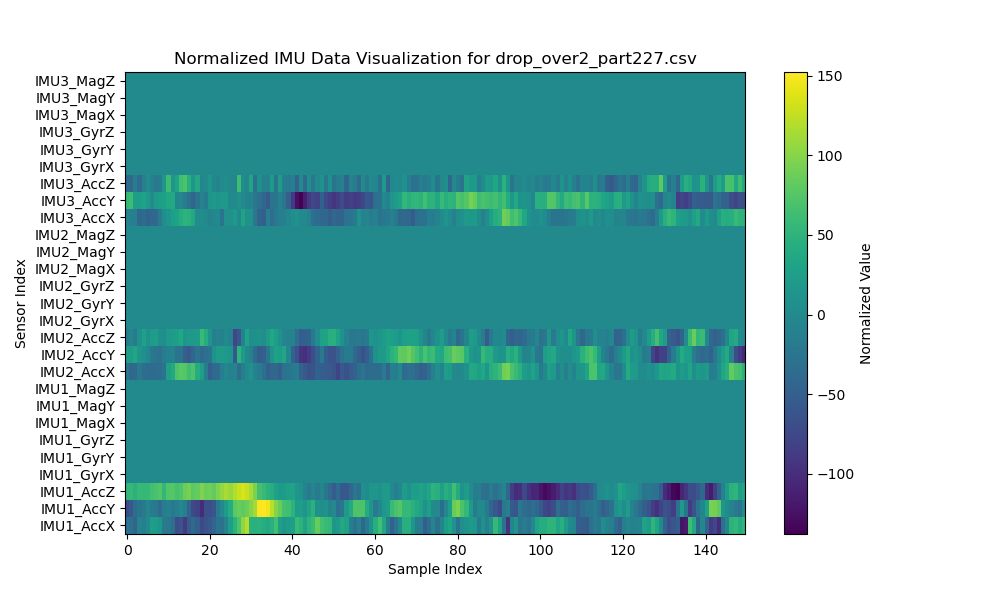 Normalized IMU Data Visualization for drop_over2_part227.csv
IMU3_MagZ
IMU3_MagY
IMU3_MagX
IMU3_GyrZ
IMU3_GyrY
IMU3_GyrX
IMU3_AccZ
IMU3_AccY
IMU3_AccX
IMU2_MagZ
IMU2_MagY
IMU2_MagX
IMU2_GyrZ
IMU2_GyrY
IMU2_GyrX
IMU2_AccZ
IMU2_AccY
IMU2_AccX
IMU1_MagZ
IMU1_MagY
IMU1_MagX
IMU1_GyrZ
IMU1_GyrY
IMU1_GyrX
IMU1_AccZ
IMU1_AccY
IMU1_AccX
Sensor Index
0 20 40 60 80 100 120 140
Sample Index
150
100
50
0
−50
−100
Normalized Value